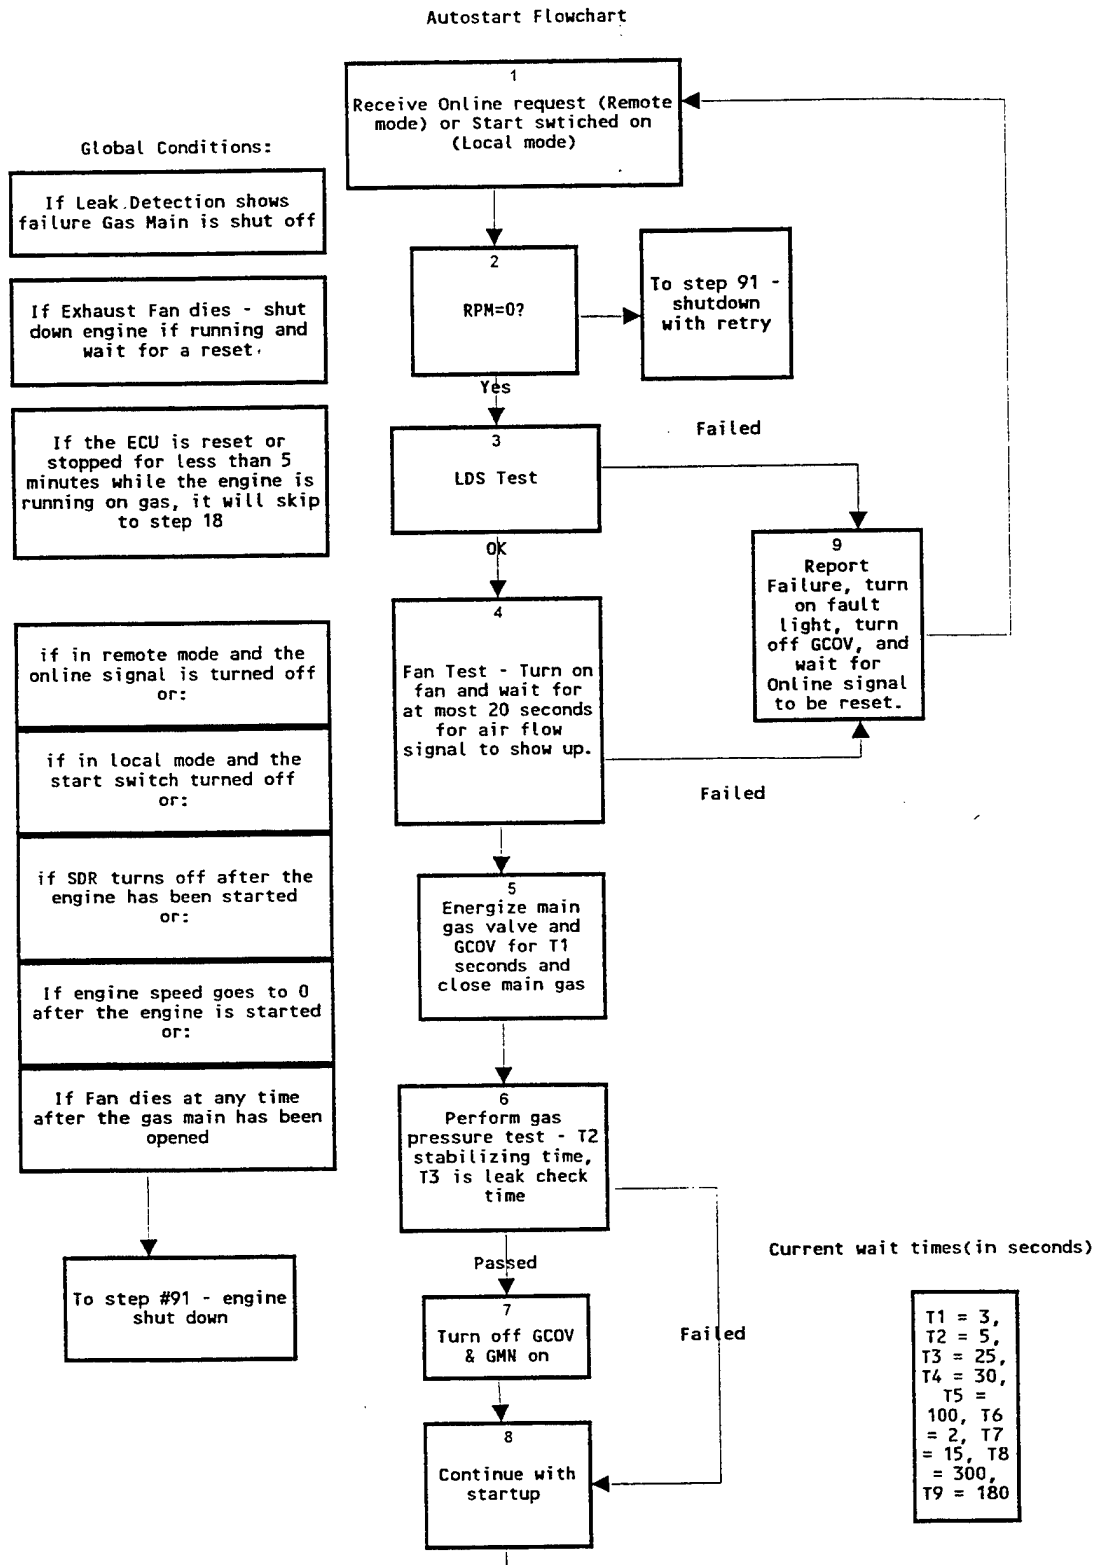 Autostart Flowchart
1
Receive Online request (Remote
mode) or Start swtiched on
(Local mode)
Global Conditions:
If Leak Detection shows
failure Gas Main is shut off
If Exhaust Fan dies - shut
down engine if running and
wait for a reset.
If the ECU is reset or
stopped for less than 5
minutes while the engine is
running on gas, it will skip
to step 18
if in remote mode and the
online signal is turned off
or:
if in local mode and the
start switch turned off
or:
if SDR turns off after the
engine has been started
or:
If engine speed goes to 0
after the engine is started
or:
If Fan dies at any time
after the gas main has been
opened
To step #91 - engine
shut down
2
RPM=0?
To step 91 -
shutdown
with retry
Yes
3
LDS Test
Failed
OK
4
Fan Test - Turn on
fan and wait for
at most 20 seconds
for air flow
signal to show up.
9
Report
Failure, turn
on fault
light, turn
off GCOV, and
wait for
Online signal
to be reset.
Failed
5
Energize main
gas valve and
GCOV for T1
seconds and
close main gas
6
Perform gas
pressure test - T2
stabilizing time,
T3 is leak check
time
Passed
7
Turn off GCOV
& GMN on
Failed
8
Continue with
startup
Current wait times(in seconds)
T1 = 3,
T2 = 5,
T3 = 25,
T4 = 30,
T5 =
100, T6
= 2, T7
= 15, T8
= 300,
T9 = 180